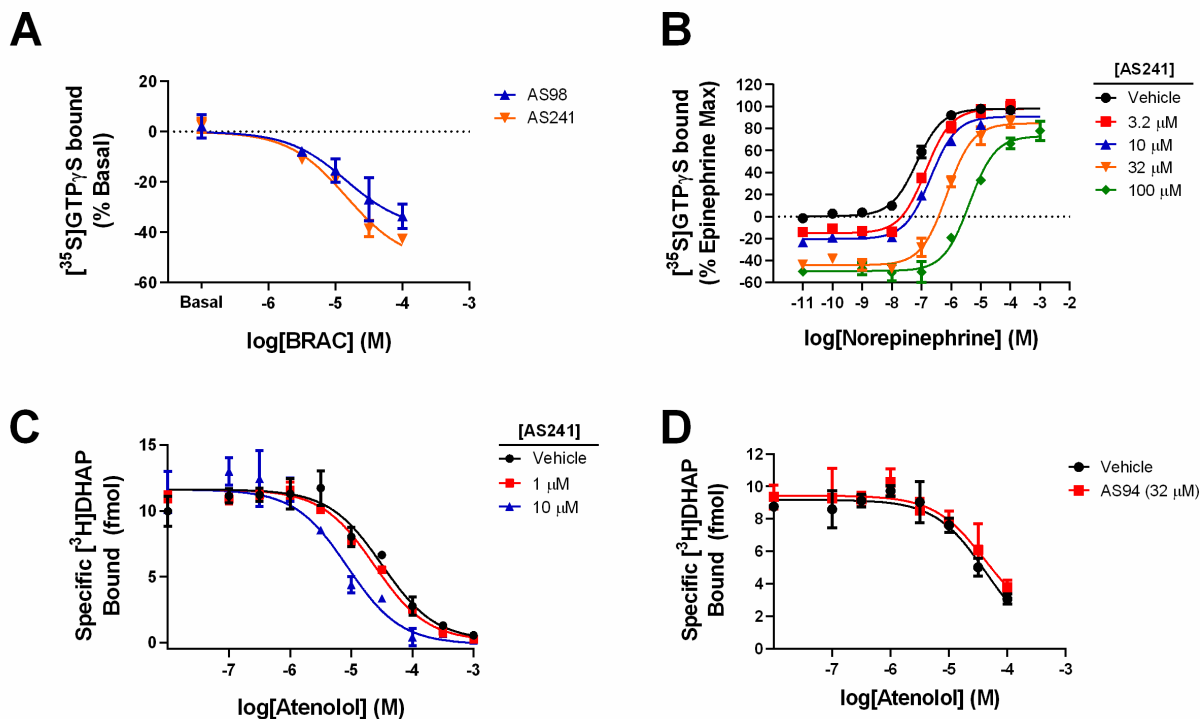 A
[³⁵S]GTPγS bound
(% Basal)
20
0
-20
-40
-60
Basal
-6
-5
-4
-3
log[BRAC] (M)
AS98
AS241
B
[³⁵S]GTPγS bound
(% Epinephrine Max)
120
100
80
60
40
20
0
-20
-40
-60
-11
-10
-9
-8
-7
-6
-5
-4
-3
-2
log[Norepinephrine] (M)
[AS241]
Vehicle
3.2 μM
10 μM
32 μM
100 μM
C
Specific [³H]DHAP
Bound (fmol)
15
10
5
0
-7
-6
-5
-4
-3
log[Atenolol] (M)
[AS241]
Vehicle
1 μM
10 μM
D
Specific [³H]DHAP
Bound (fmol)
12
10
8
6
4
2
0
-7
-6
-5
-4
-3
log[Atenolol] (M)
Vehicle
AS94 (32 μM)